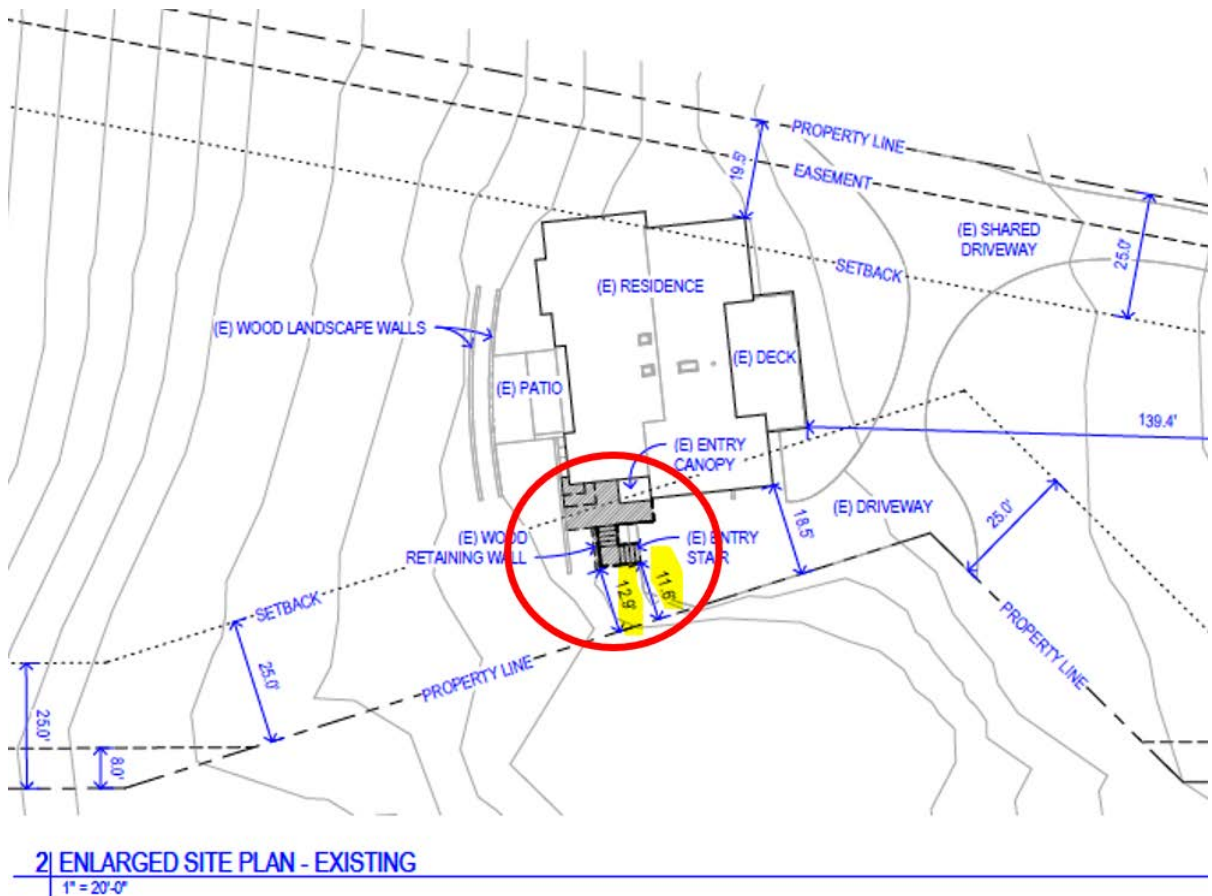 PROPERTY LINE
EASEMENT
19.5'
(E) SHARED
DRIVEWAY
25.0'
SETBACK
(E) RESIDENCE
(E) WOOD LANDSCAPE WALLS
(E) DECK
(E) PATIO
139.4'
(E) ENTRY
CANOPY
(E) DRIVEWAY
18.5'
25.0'
(E) WOOD
RETAINING WALL
(E) ENTRY
STAIR
12.9'
11.6'
SETBACK
25.0'
PROPERTY LINE
PROPERTY LINE
25.0'
8.0'
2 ENLARGED SITE PLAN - EXISTING
1" = 20'-0"